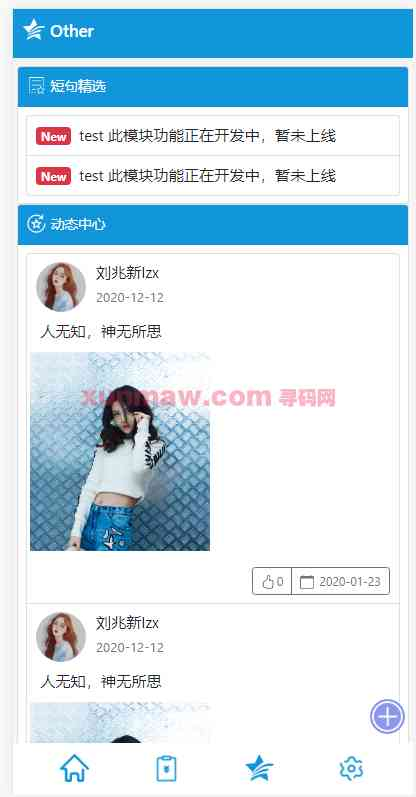 Other
短句精选
New test 此模块功能正在开发中，暂未上线
New test 此模块功能正在开发中，暂未上线
动态中心
刘兆新lzx
2020-12-12
人无知，神无所思
xunmaw.com 寻码网
0 2020-01-23
刘兆新lzx
2020-12-12
人无知，神无所思